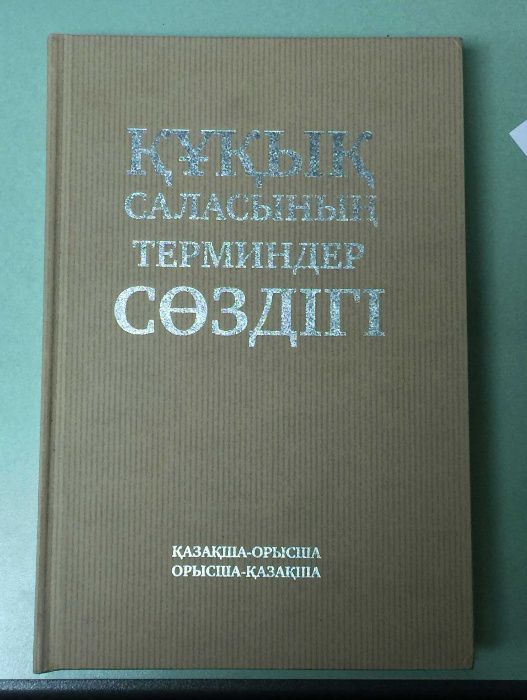 ҚҰҚЫҚ
САЛАСЫНЫҢ
ТЕРМИНДЕР
СӨЗДІГІ
ҚАЗАҚША-ОРЫСША
ОРЫСША-ҚАЗАҚША